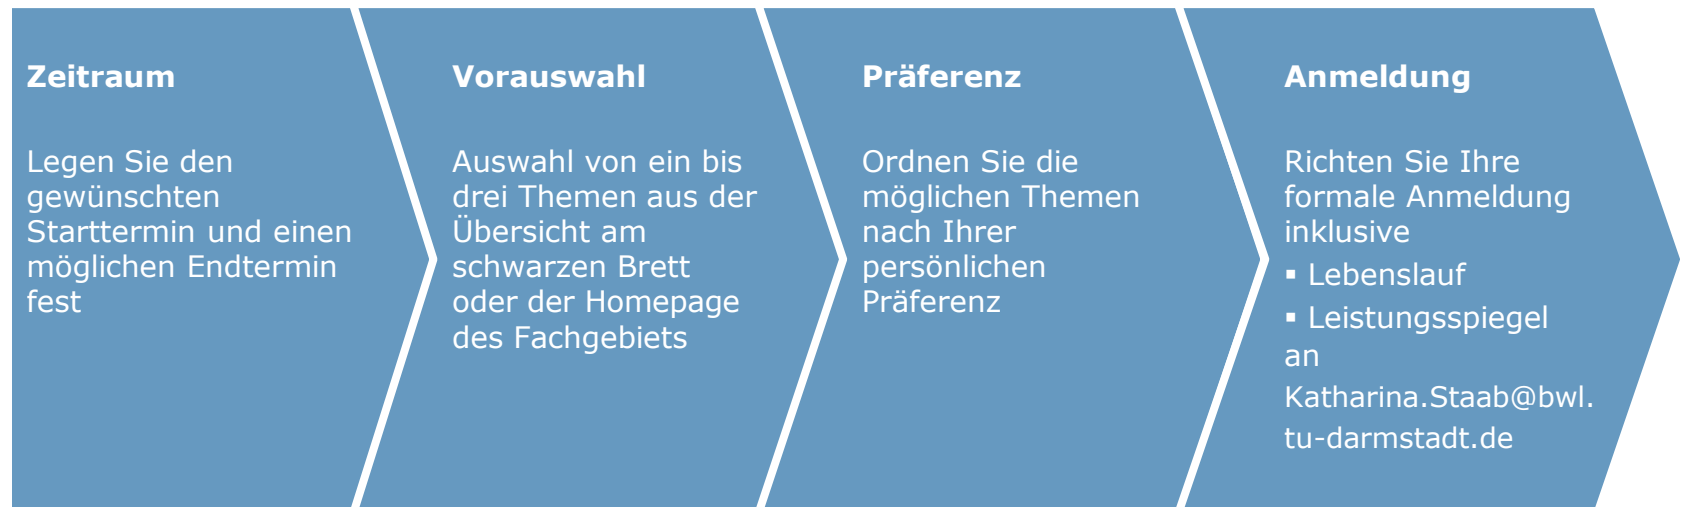 Zeitraum
Legen Sie den
gewünschten
Starttermin und einen
möglichen Endtermin
fest
Vorauswahl
Auswahl von ein bis
drei Themen aus der
Übersicht am
schwarzen Brett
oder der Homepage
des Fachgebiets
Präferenz
Ordnen Sie die
möglichen Themen
nach Ihrer
persönlichen
Präferenz
Anmeldung
Richten Sie Ihre
formale Anmeldung
inklusive
▪ Lebenslauf
▪ Leistungsspiegel
an
Katharina.Staab@bwl.
tu-darmstadt.de